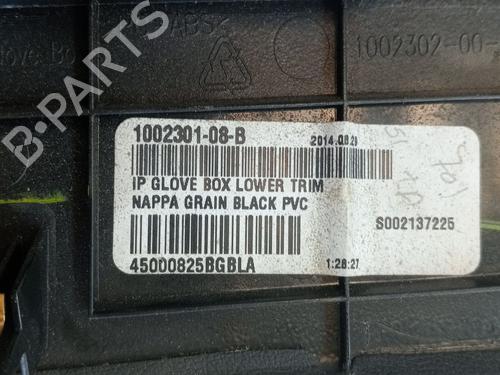 ABS
1002302-00-
1002301-08-B
2014.08.21
IP GLOVE BOX LOWER TRIM
NAPPA GRAIN BLACK PVC
S002137225
45000825BGBLA
1:28:27
B-PARTS